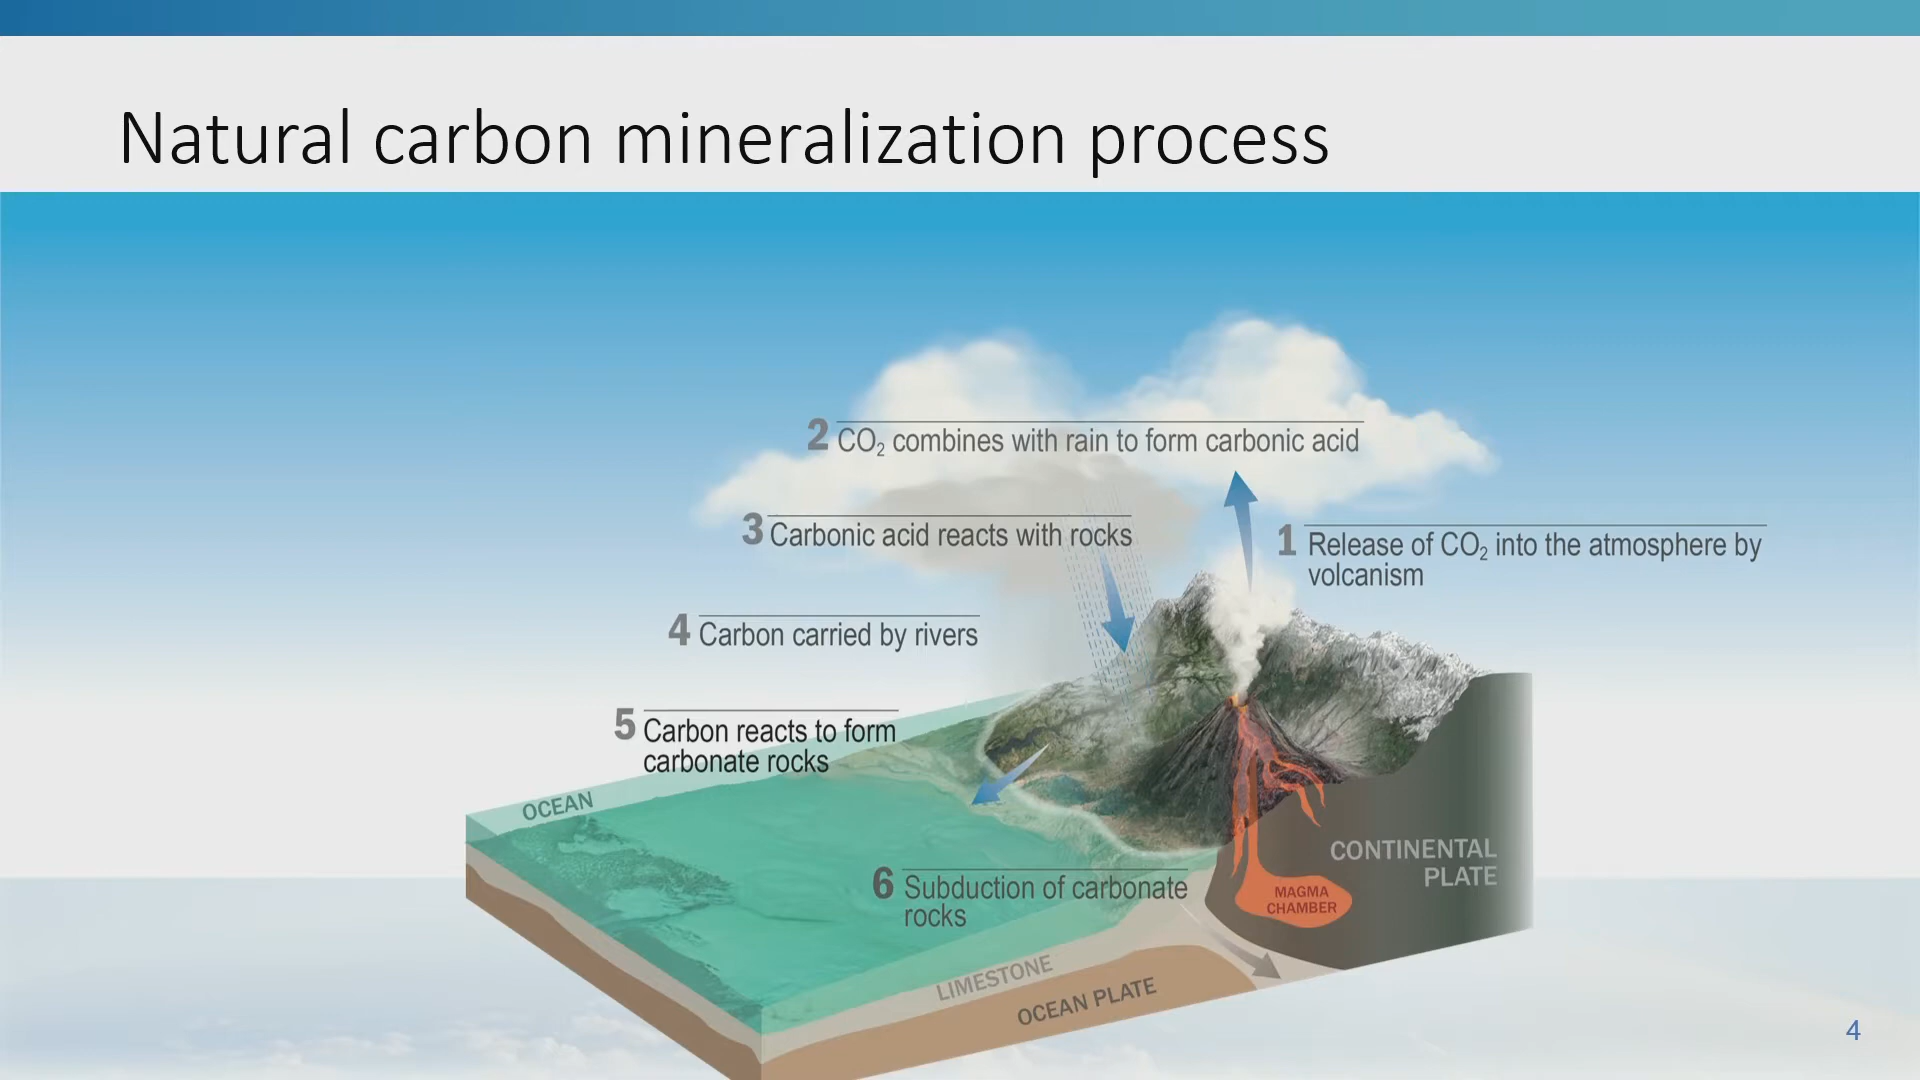 Natural carbon mineralization process
2 CO₂ combines with rain to form carbonic acid
3 Carbonic acid reacts with rocks
1 Release of CO₂ into the atmosphere by
volcanism
4 Carbon carried by rivers
5 Carbon reacts to form
carbonate rocks
OCEAN
6 Subduction of carbonate
rocks
CONTINENTAL
PLATE
MAGMA
CHAMBER
LIMESTONE
OCEAN PLATE
4